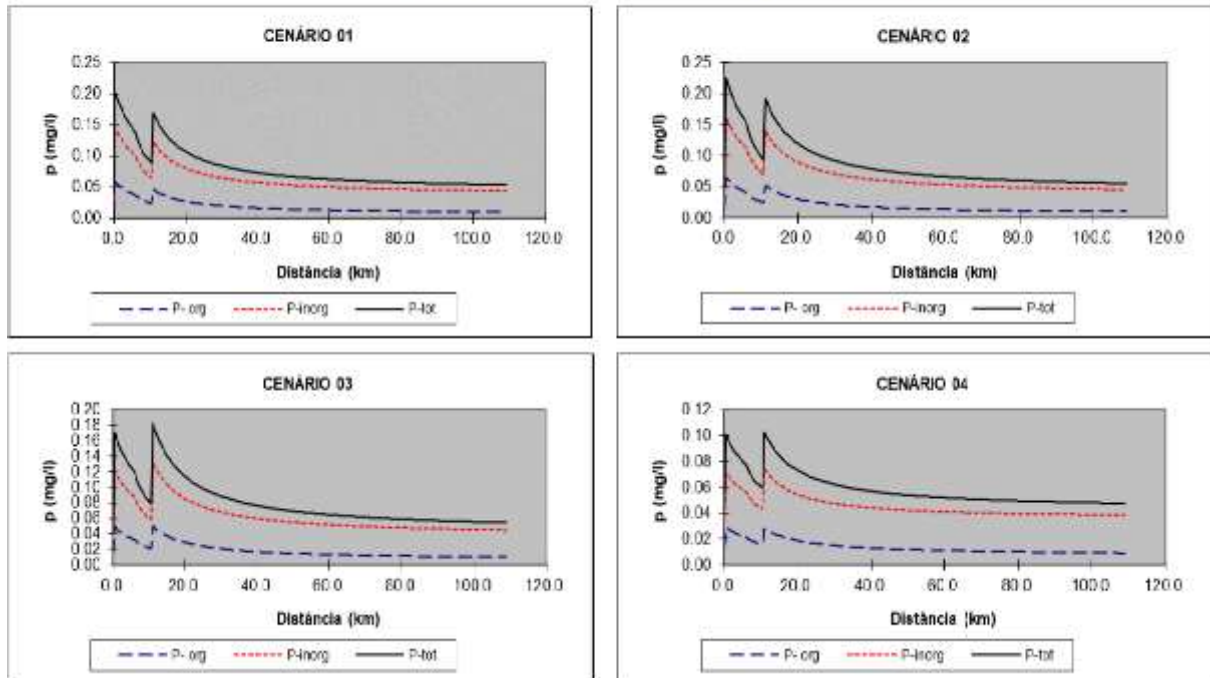 CENÁRIO 01
p (mg/l)
0.25
0.20
0.15
0.10
0.05
0.00
0.0 20.0 40.0 60.0 80.0 100.0 120.0
Distância (km)
P- org P-inorg P-tot
CENÁRIO 02
p (mg/l)
0.25
0.20
0.15
0.10
0.05
0.00
0.0 20.0 40.0 60.0 80.0 100.0 120.0
Distância (km)
P- org P-inorg P-tot
CENÁRIO 03
p (mg/l)
0.20
0.18
0.16
0.14
0.12
0.10
0.08
0.06
0.04
0.02
0.00
0.0 20.0 40.0 60.0 80.0 100.0 120.0
Distância (km)
P- org P-inorg P-tot
CENÁRIO 04
p (mg/l)
0.12
0.10
0.08
0.06
0.04
0.02
0.00
0.0 20.0 40.0 60.0 80.0 100.0 120.0
Distância (km)
P- org P-inorg P-tot